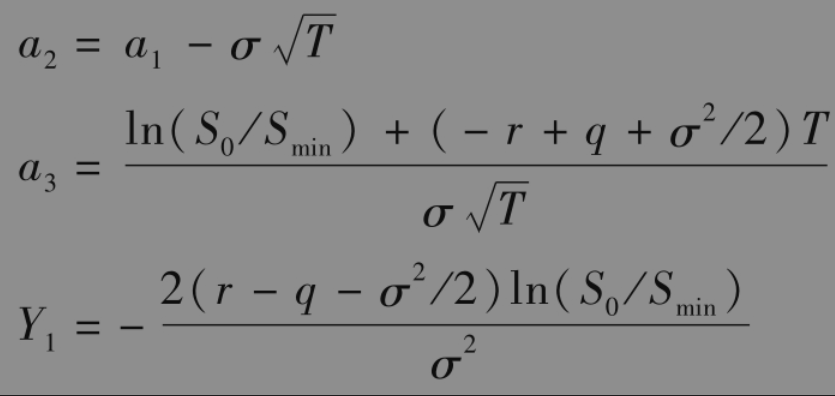 a₂ = a₁ − σ√T
a₃ = (ln(S₀/S_min) + (−r + q + σ²/2)T) / (σ√T)
Y₁ = −(2(r − q − σ²/2)ln(S₀/S_min)) / σ²